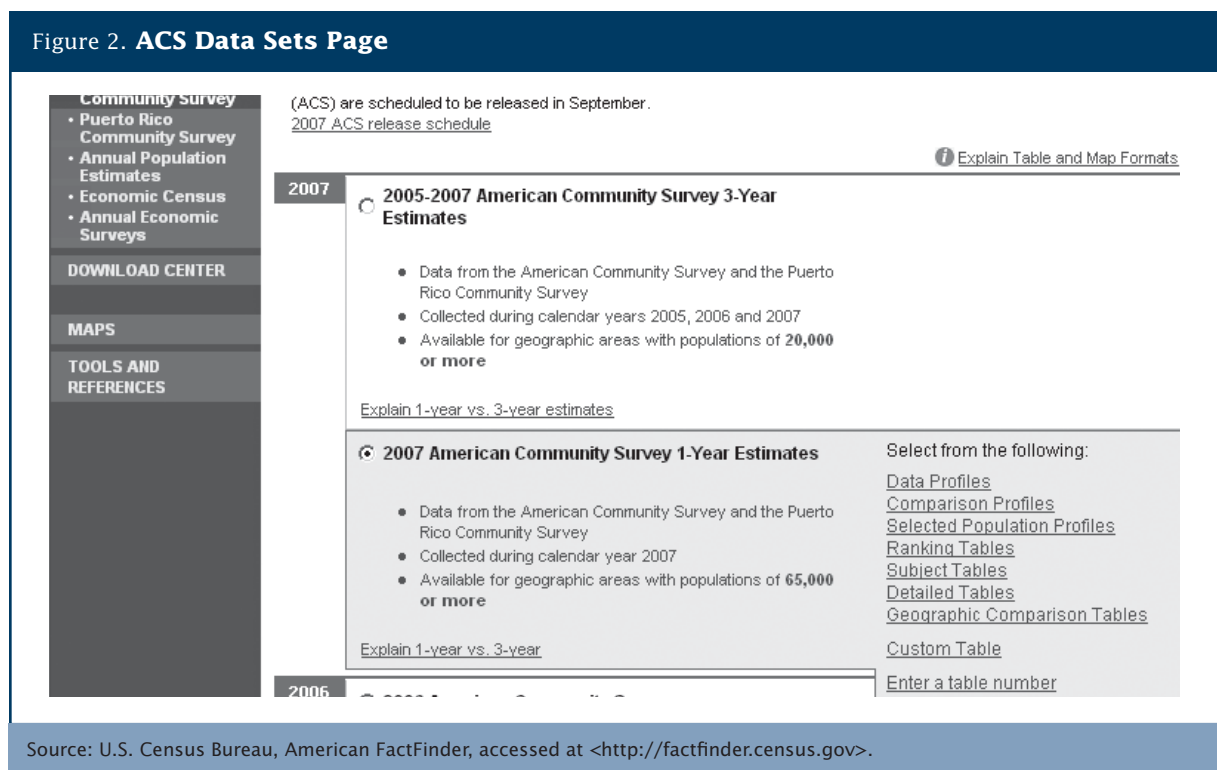 Figure 2. ACS Data Sets Page
Community Survey
• Puerto Rico
Community Survey
• Annual Population
Estimates
• Economic Census
• Annual Economic
Surveys
DOWNLOAD CENTER
MAPS
TOOLS AND
REFERENCES
(ACS) are scheduled to be released in September.
2007 ACS release schedule
Explain Table and Map Formats
2007
2005-2007 American Community Survey 3-Year
Estimates
• Data from the American Community Survey and the Puerto
Rico Community Survey
• Collected during calendar years 2005, 2006 and 2007
• Available for geographic areas with populations of 20,000
or more
Explain 1-year vs. 3-year estimates
2007 American Community Survey 1-Year Estimates
• Data from the American Community Survey and the Puerto
Rico Community Survey
• Collected during calendar year 2007
• Available for geographic areas with populations of 65,000
or more
Explain 1-year vs. 3-year
Select from the following:
Data Profiles
Comparison Profiles
Selected Population Profiles
Ranking Tables
Subject Tables
Detailed Tables
Geographic Comparison Tables
Custom Table
Enter a table number
2006
Source: U.S. Census Bureau, American FactFinder, accessed at <http://factfinder.census.gov>.